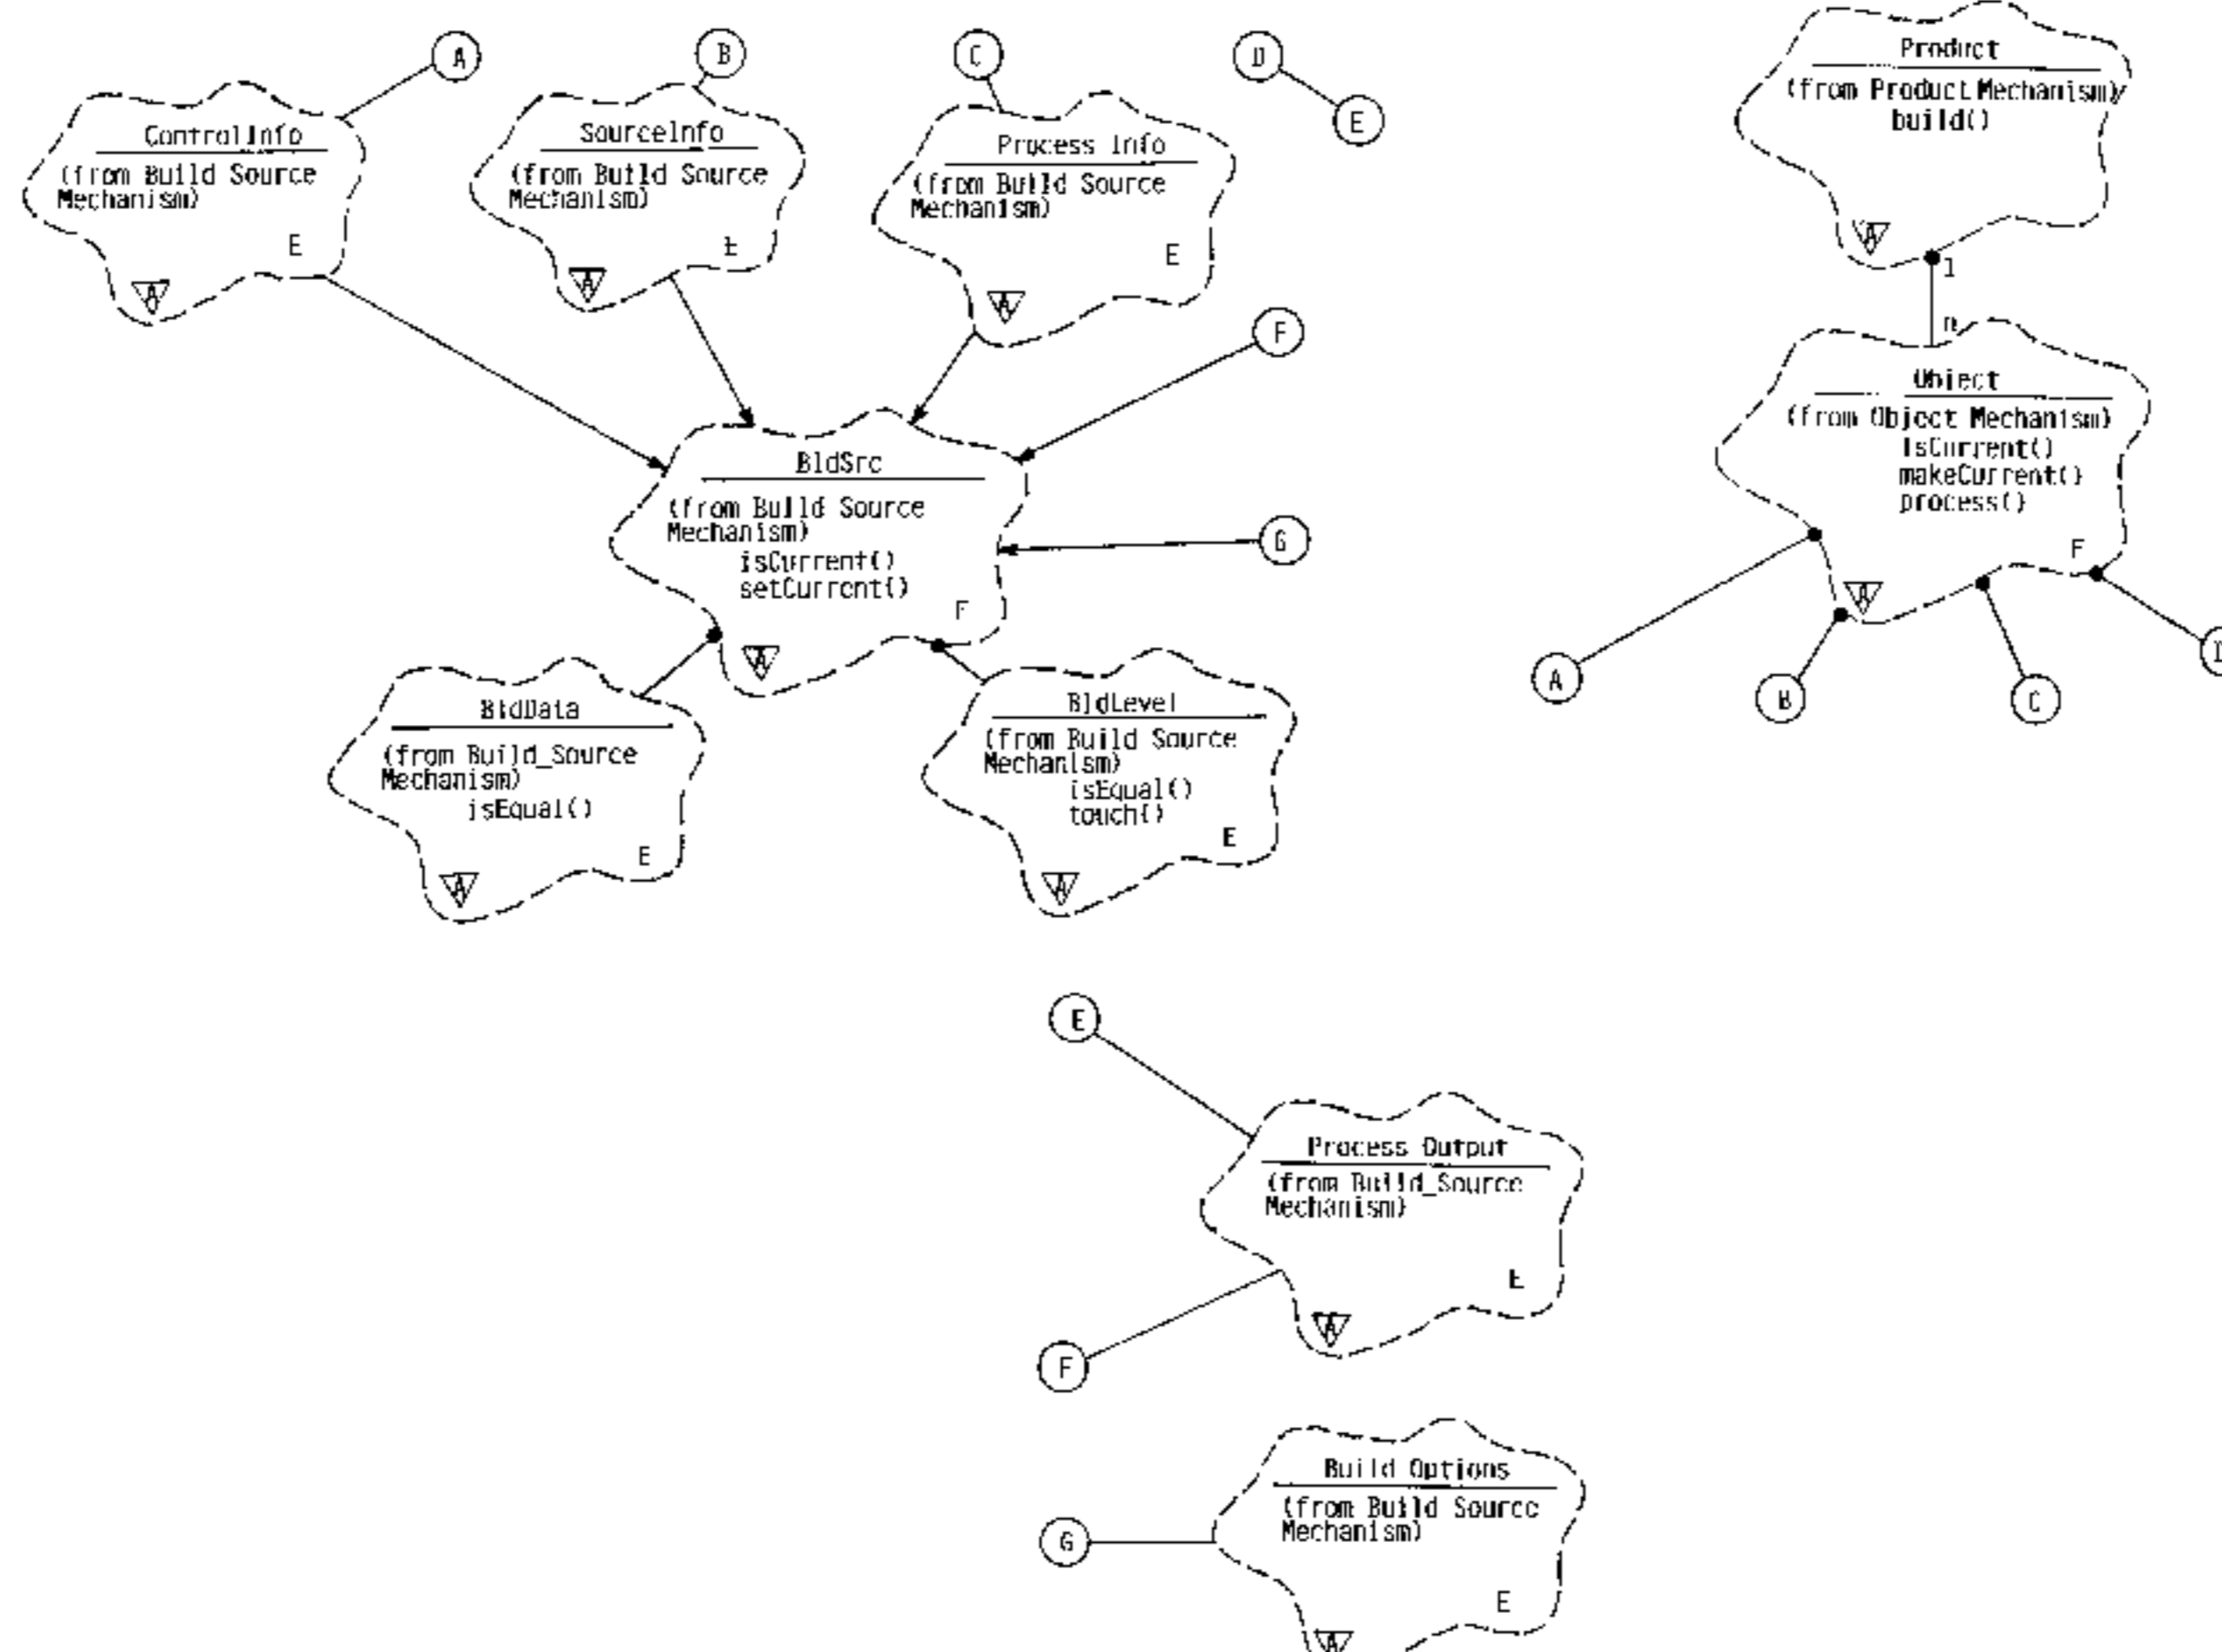 A
B
C
D
E
ControlInfo
(from Build Source
Mechanism)
E
A
SourceInfo
(from Build Source
Mechanism)
E
A
Process Info
(from Build Source
Mechanism)
E
A
F
BldSrc
(from Build Source
Mechanism)
isCurrent()
setCurrent()
F
A
G
BldData
(from Build_Source
Mechanism)
isEqual()
E
A
BldLevel
(from Build Source
Mechanism)
isEqual()
touch()
E
A
Product
(from Product Mechanism)
build()
A
1
n
Object
(from Object Mechanism)
IsCurrent()
makeCurrent()
process()
F
A
A
B
C
E
Process Output
(from Build_Source
Mechanism)
E
A
F
Build Options
(from Build Source
Mechanism)
E
A
G